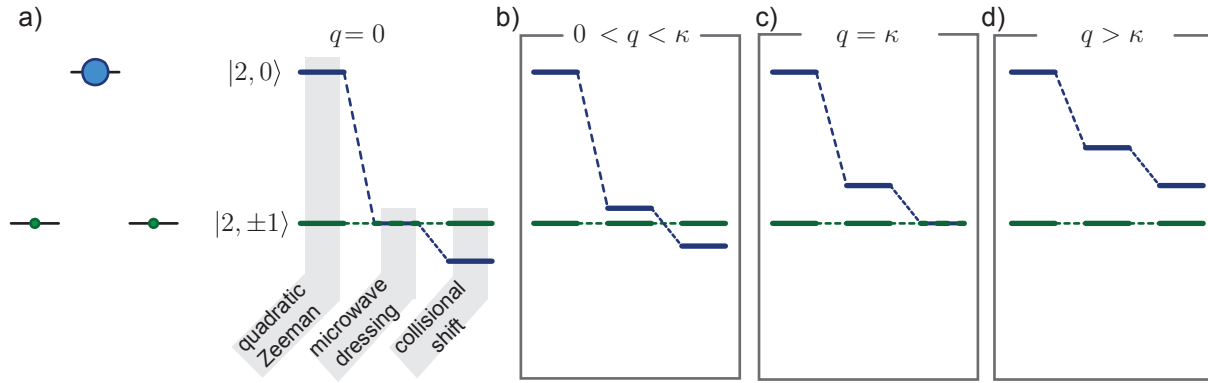 a)
q = 0
|2, 0⟩
|2, ±1⟩
quadratic
Zeeman
microwave
dressing
collisional
shift
b)
0 < q < κ
c)
q = κ
d)
q > κ